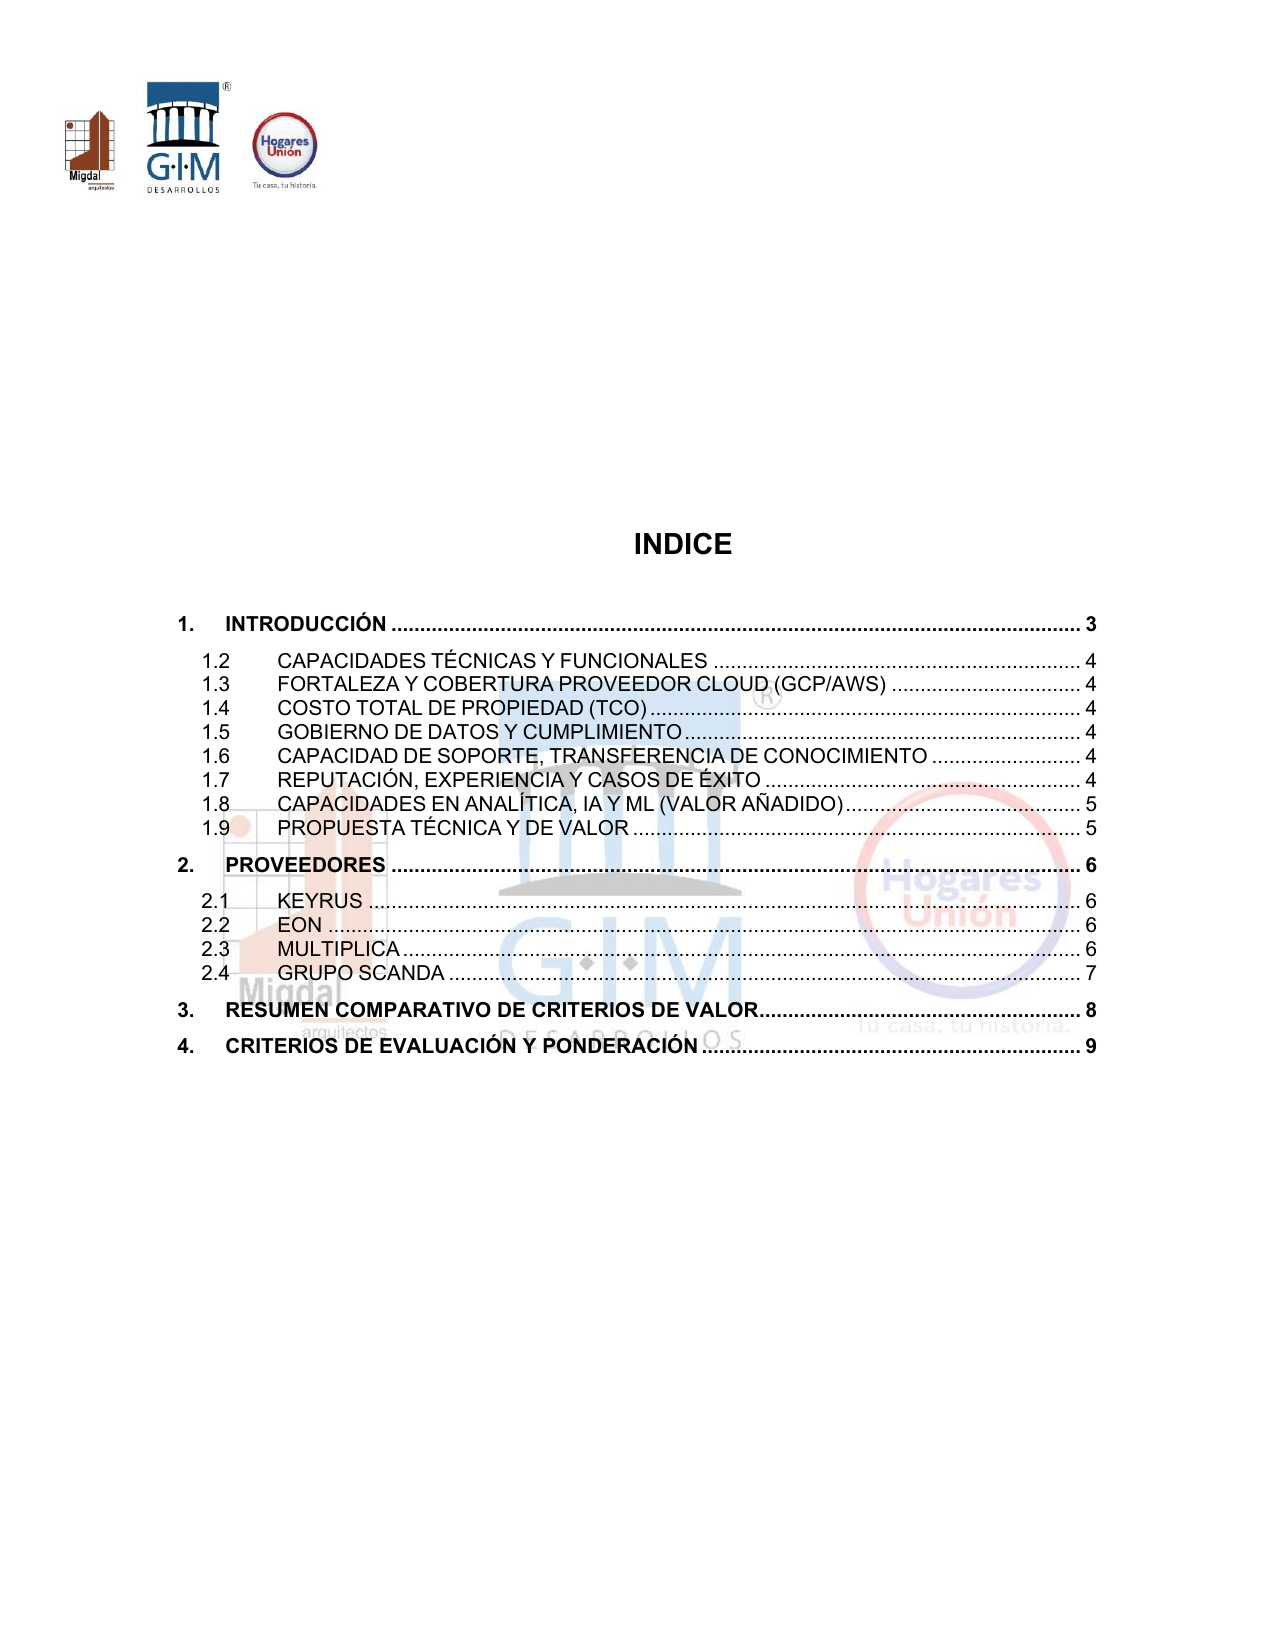 ®
G·I·M
DESARROLLOS
Migdal
arquitectos
Hogares
Unión
Tu casa, tu historia.
INDICE
1. INTRODUCCIÓN ........................................................................................................................ 3
1.2 CAPACIDADES TÉCNICAS Y FUNCIONALES ............................................................... 4
1.3 FORTALEZA Y COBERTURA PROVEEDOR CLOUD (GCP/AWS) ................................. 4
1.4 COSTO TOTAL DE PROPIEDAD (TCO) .......................................................................... 4
1.5 GOBIERNO DE DATOS Y CUMPLIMIENTO .................................................................... 4
1.6 CAPACIDAD DE SOPORTE, TRANSFERENCIA DE CONOCIMIENTO .......................... 4
1.7 REPUTACIÓN, EXPERIENCIA Y CASOS DE ÉXITO ...................................................... 4
1.8 CAPACIDADES EN ANALÍTICA, IA Y ML (VALOR AÑADIDO) ......................................... 5
1.9 PROPUESTA TÉCNICA Y DE VALOR ............................................................................. 5
2. PROVEEDORES ........................................................................................................................ 6
2.1 KEYRUS ........................................................................................................................... 6
2.2 EON .................................................................................................................................. 6
2.3 MULTIPLICA ..................................................................................................................... 6
2.4 GRUPO SCANDA ............................................................................................................. 7
3. RESUMEN COMPARATIVO DE CRITERIOS DE VALOR ........................................................ 8
4. CRITERIOS DE EVALUACIÓN Y PONDERACIÓN .................................................................. 9
®
G·I·M
DESARROLLOS
Migdal
arquitectos
Hogares
Unión
Tu casa, tu historia.